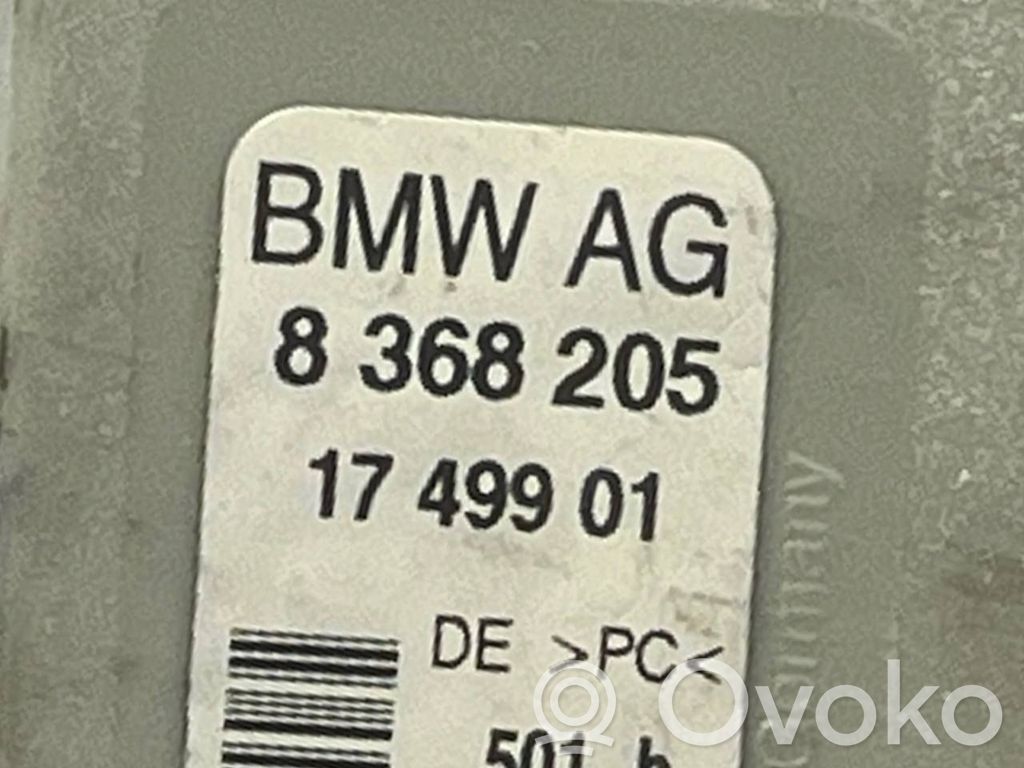 BMW AG
8 368 205
17 499 01
DE >PC<
Ovoko